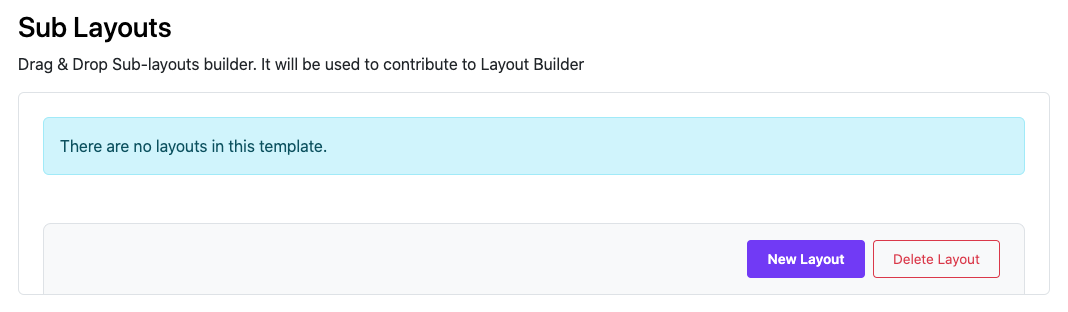 Sub Layouts
Drag & Drop Sub-layouts builder. It will be used to contribute to Layout Builder
There are no layouts in this template.
New Layout Delete Layout